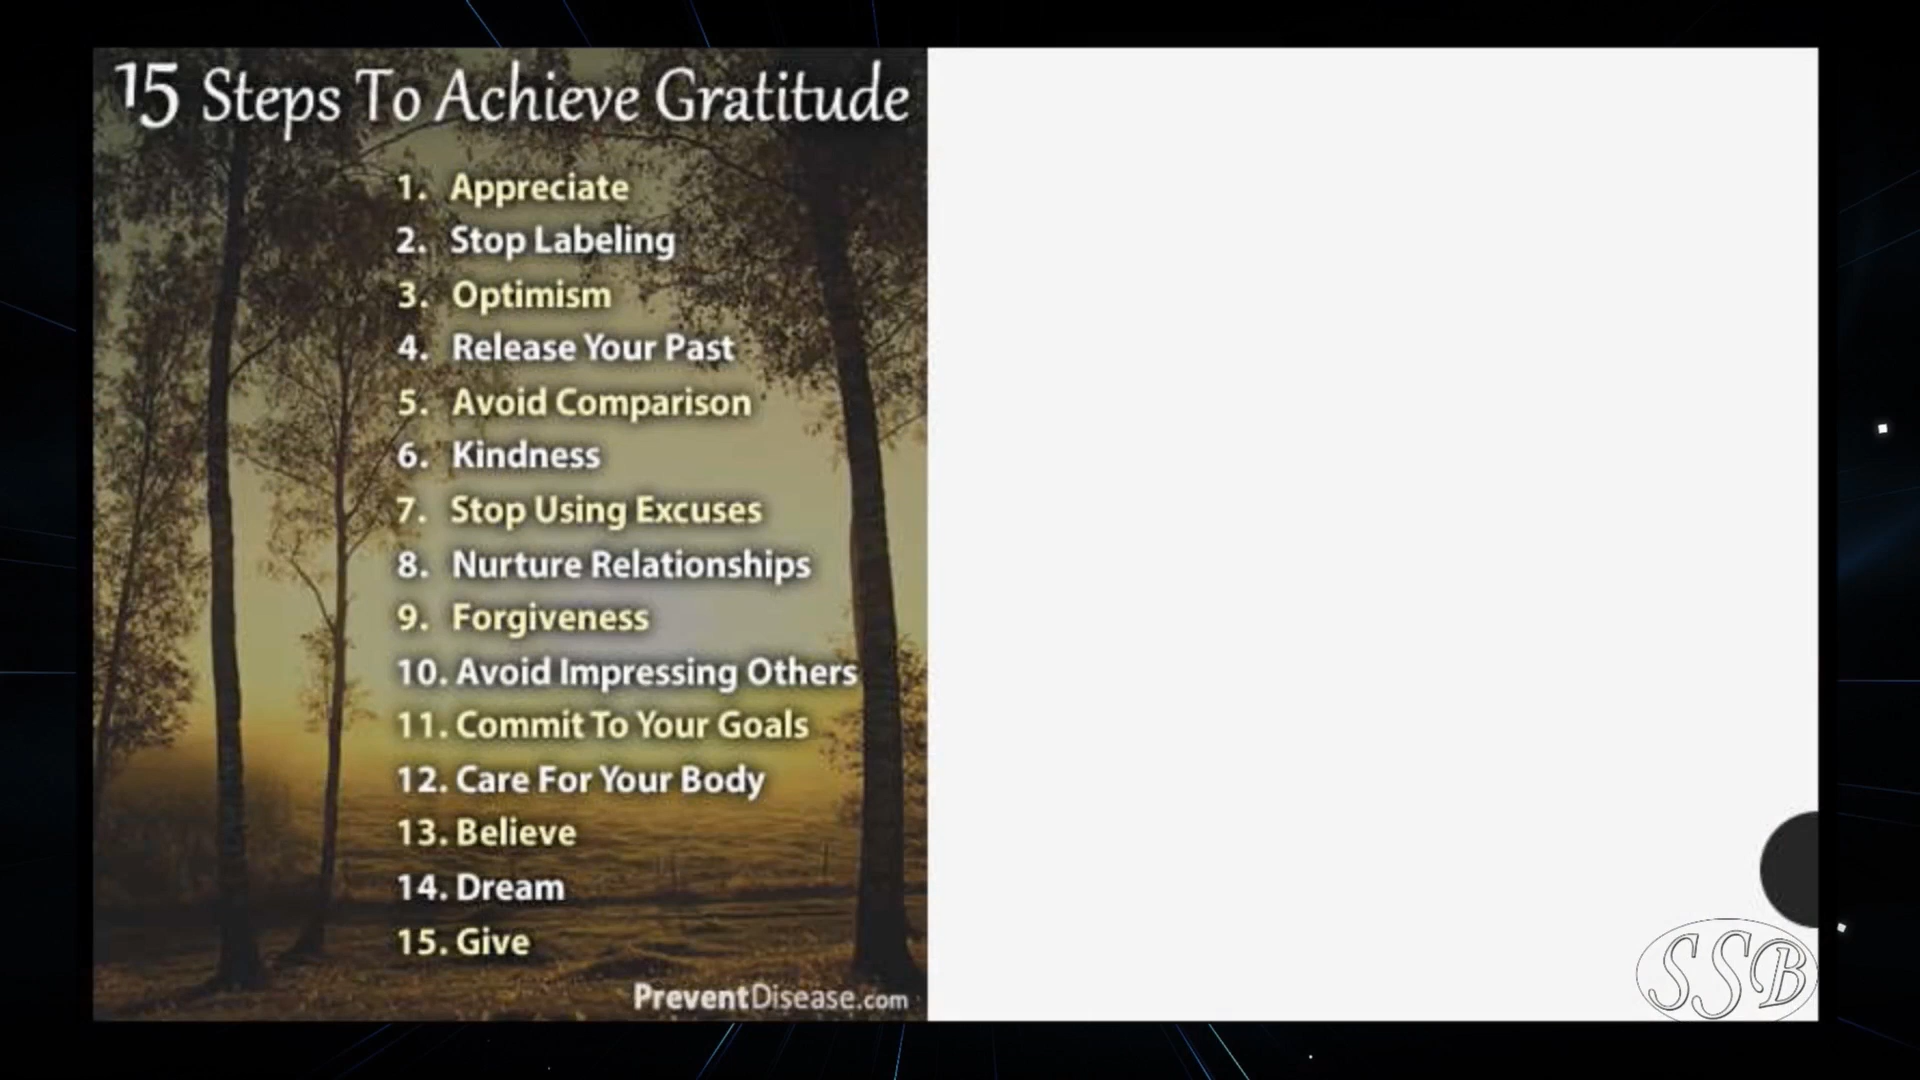 15 Steps To Achieve Gratitude
1. Appreciate
2. Stop Labeling
3. Optimism
4. Release Your Past
5. Avoid Comparison
6. Kindness
7. Stop Using Excuses
8. Nurture Relationships
9. Forgiveness
10. Avoid Impressing Others
11. Commit To Your Goals
12. Care For Your Body
13. Believe
14. Dream
15. Give
PreventDisease.com
SSB